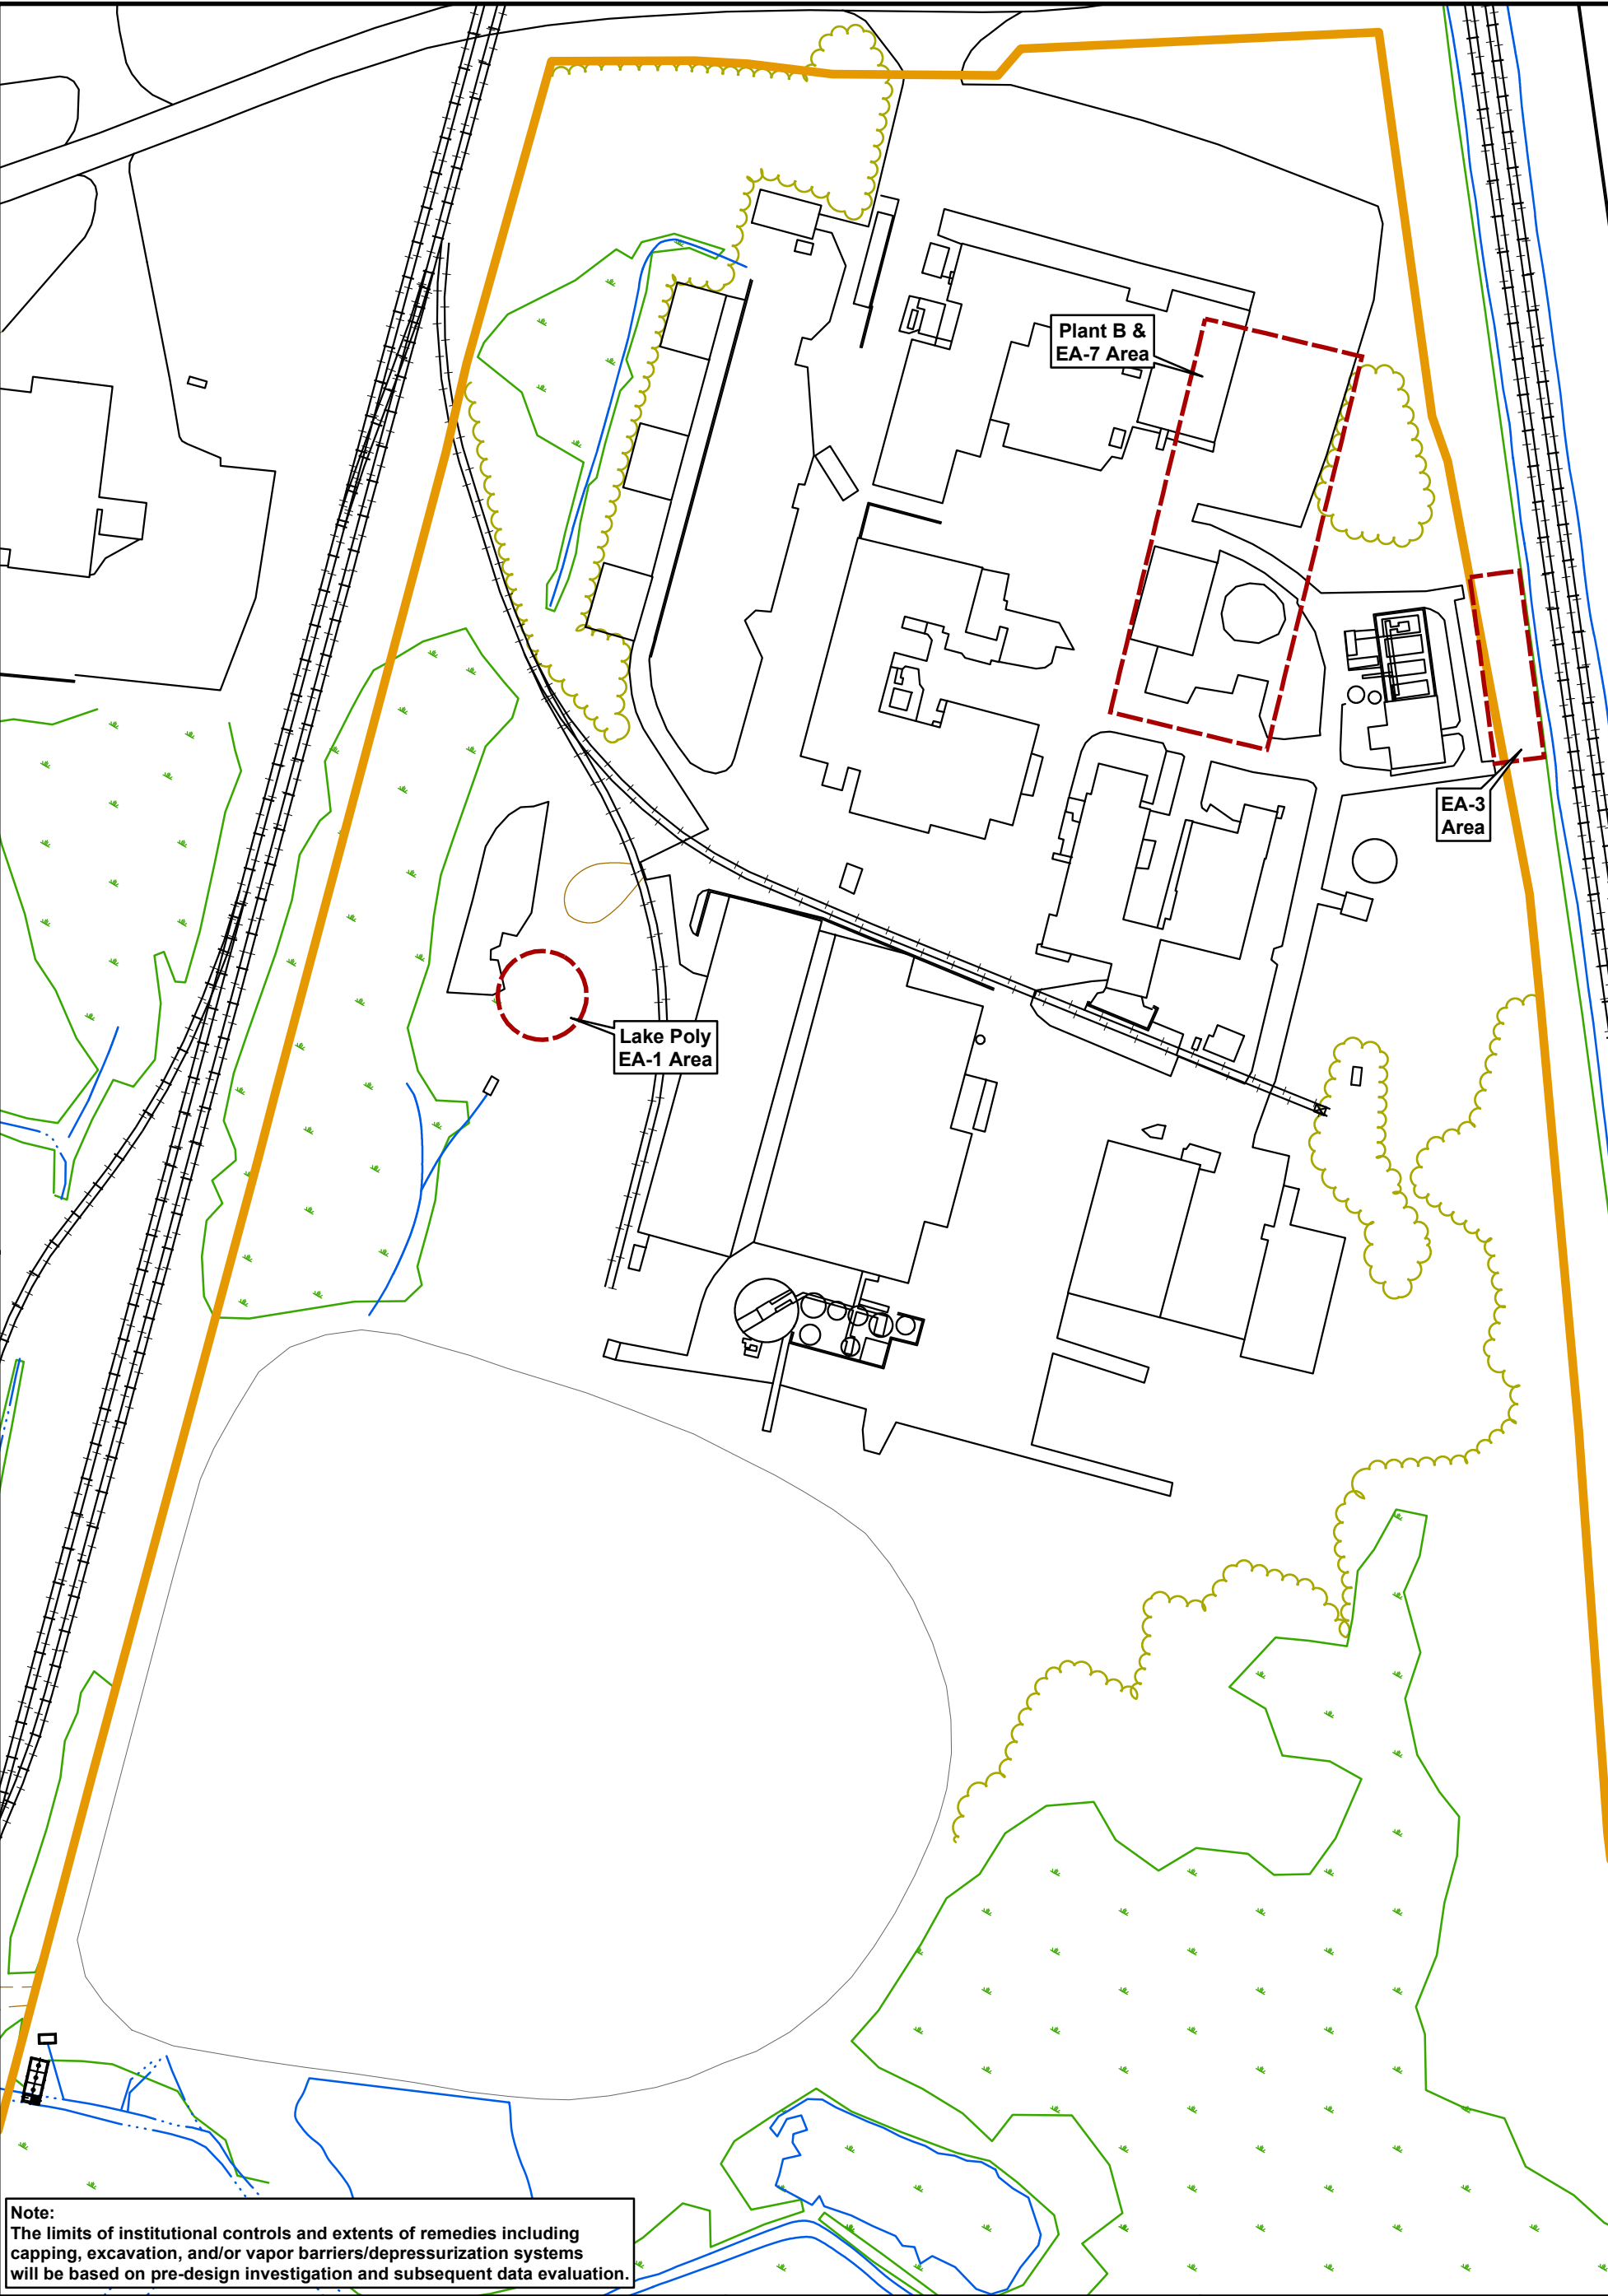 Plant B &
EA-7 Area
EA-3
Area
Lake Poly
EA-1 Area
Note:
The limits of institutional controls and extents of remedies including
capping, excavation, and/or vapor barriers/depressurization systems
will be based on pre-design investigation and subsequent data evaluation.